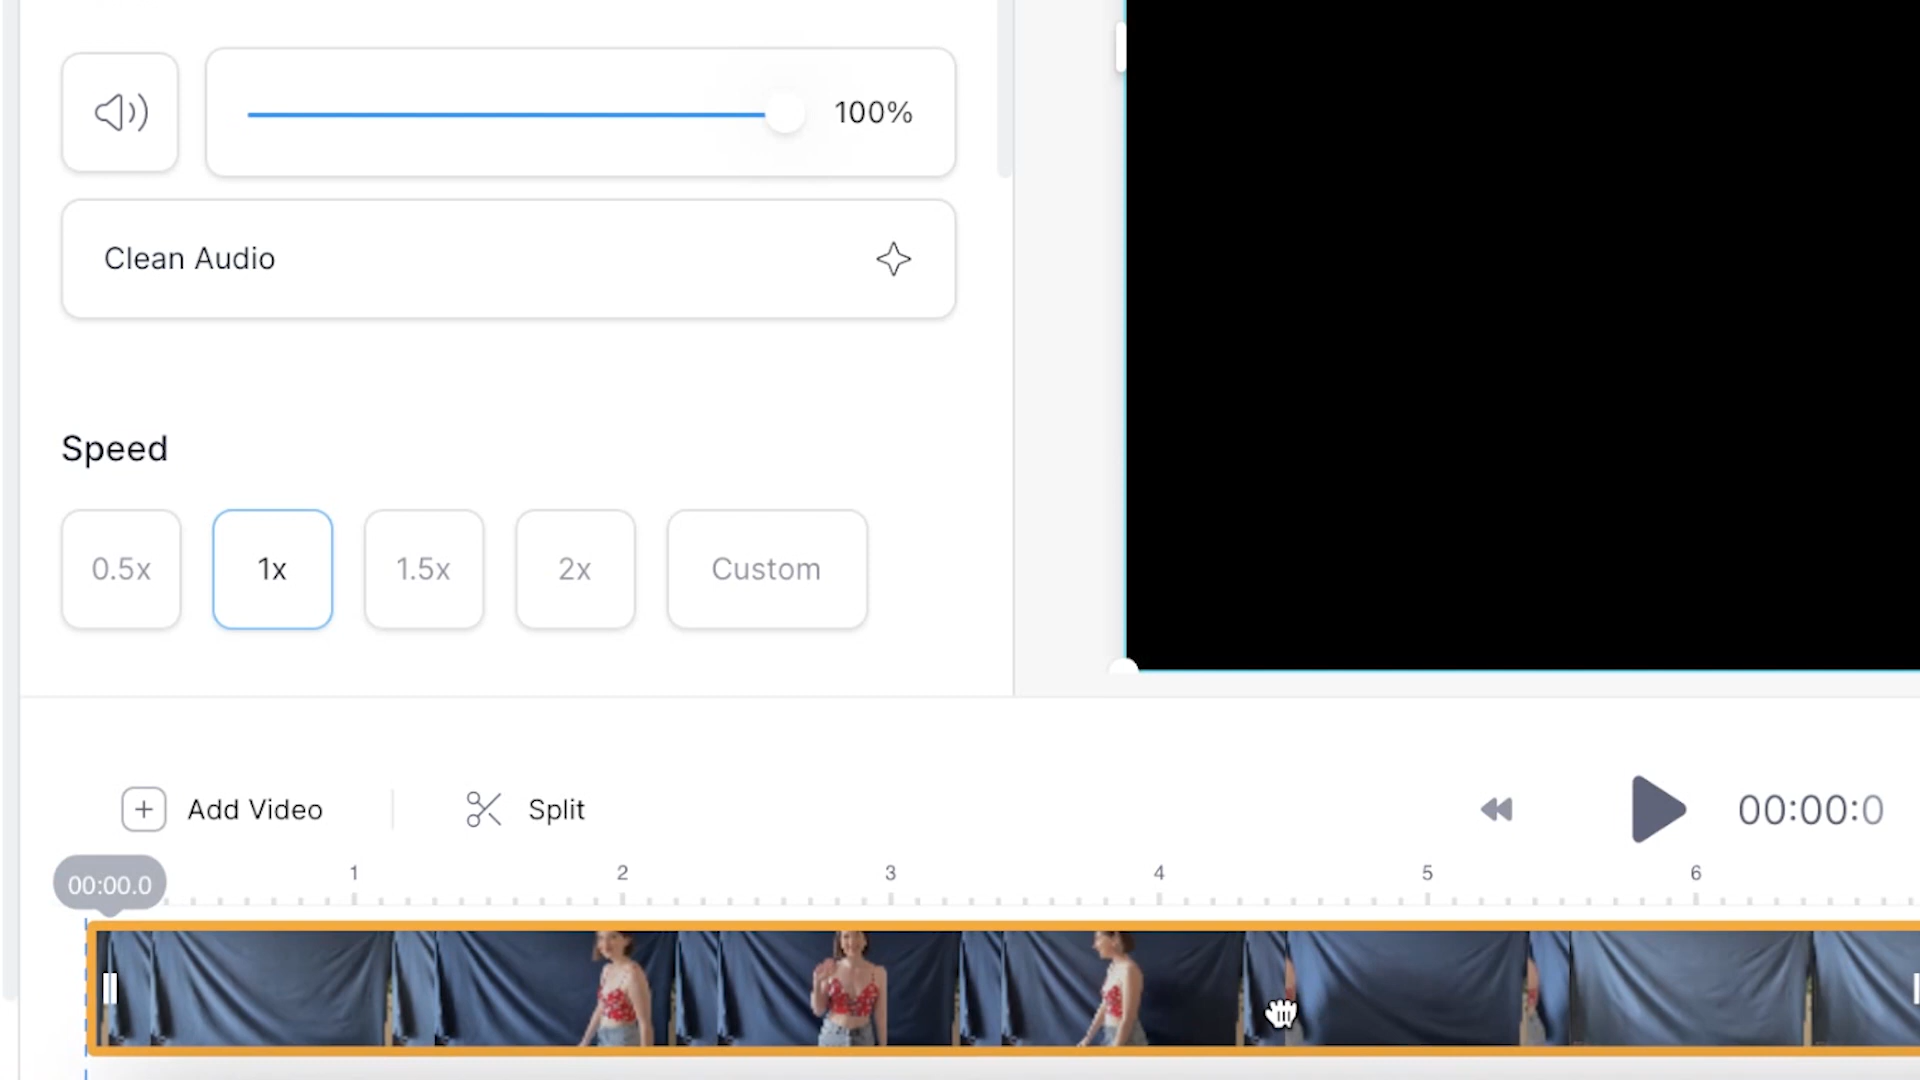 100%
Clean Audio
Speed
0.5x 1x 1.5x 2x Custom
Add Video Split 00:00:0
00:00.0 1 2 3 4 5 6